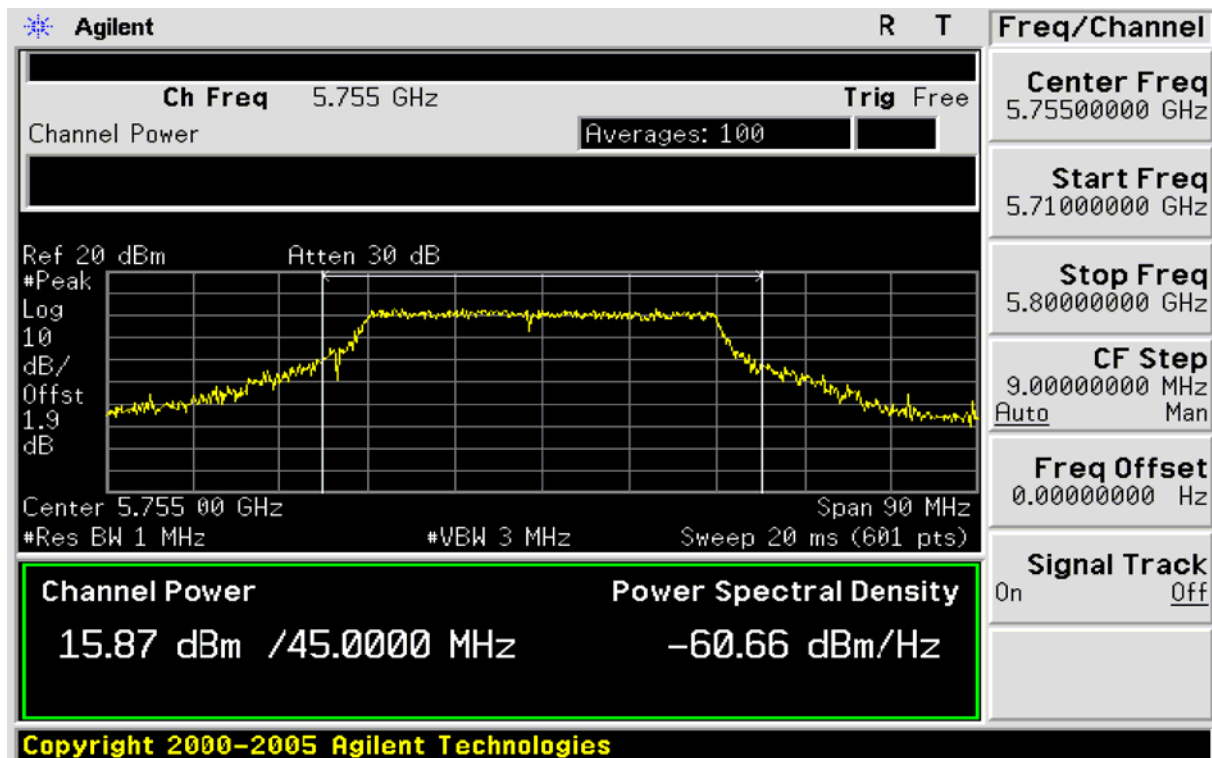 Agilent R T
Freq/Channel
Ch Freq 5.755 GHz Trig Free
Channel Power Averages: 100
Ref 20 dBm Atten 30 dB
#Peak
Log
10
dB/
Offst
1.9
dB
Center 5.755 00 GHz Span 90 MHz
#Res BW 1 MHz #VBW 3 MHz Sweep 20 ms (601 pts)
Channel Power Power Spectral Density
15.87 dBm /45.0000 MHz -60.66 dBm/Hz
Center Freq
5.75500000 GHz
Start Freq
5.71000000 GHz
Stop Freq
5.80000000 GHz
CF Step
9.00000000 MHz
Auto Man
Freq Offset
0.00000000 Hz
Signal Track
On Off
Copyright 2000-2005 Agilent Technologies